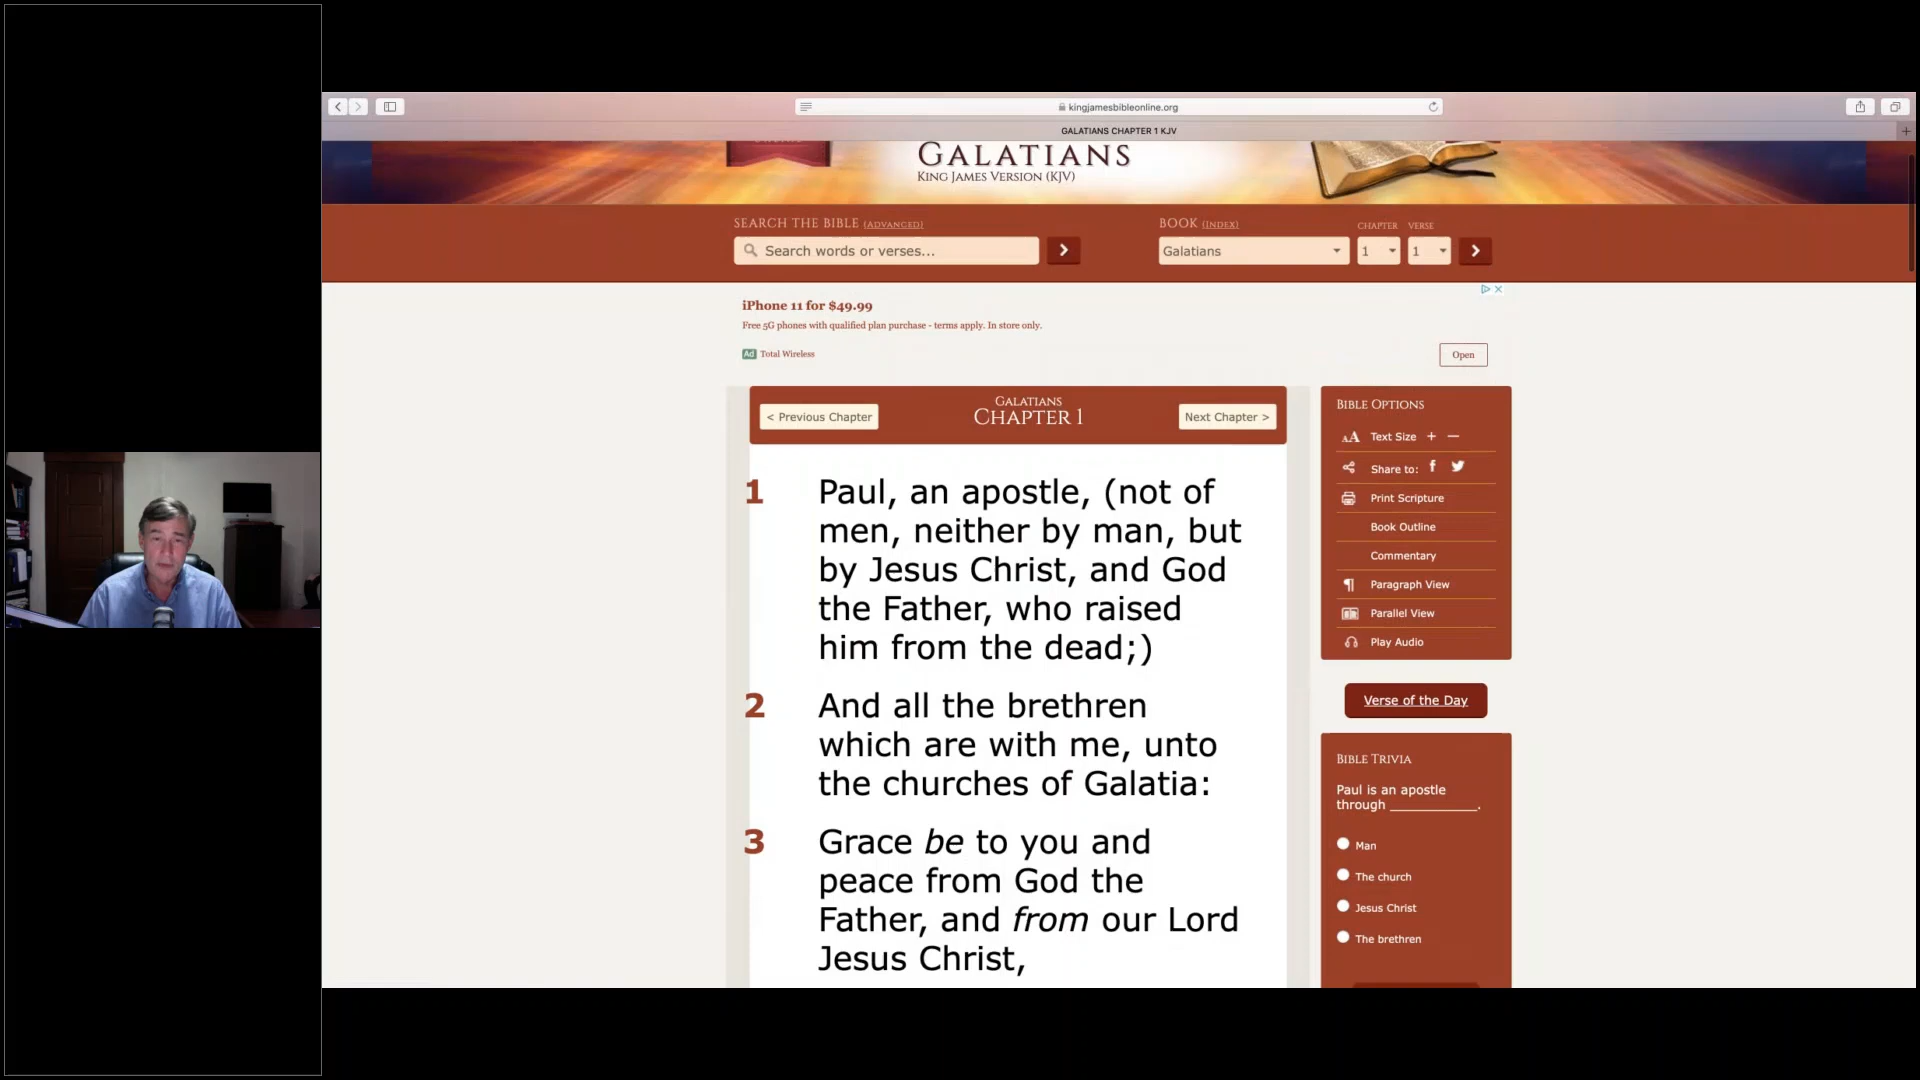 kingjamesbibleonline.org
GALATIANS CHAPTER 1 KJV
GALATIANS
KING JAMES VERSION (KJV)
SEARCH THE BIBLE (ADVANCED)
Search words or verses...
BOOK (INDEX)
CHAPTER
VERSE
Galatians
1
1
iPhone 11 for $49.99
Free 5G phones with qualified plan purchase - terms apply. In store only.
Ad Total Wireless
Open
< Previous Chapter
GALATIANS
CHAPTER 1
Next Chapter >
1 Paul, an apostle, (not of
men, neither by man, but
by Jesus Christ, and God
the Father, who raised
him from the dead;)
2 And all the brethren
which are with me, unto
the churches of Galatia:
3 Grace be to you and
peace from God the
Father, and from our Lord
Jesus Christ,
BIBLE OPTIONS
AA Text Size + −
Share to: f
Print Scripture
Book Outline
Commentary
Paragraph View
Parallel View
Play Audio
Verse of the Day
BIBLE TRIVIA
Paul is an apostle
through ___________.
Man
The church
Jesus Christ
The brethren